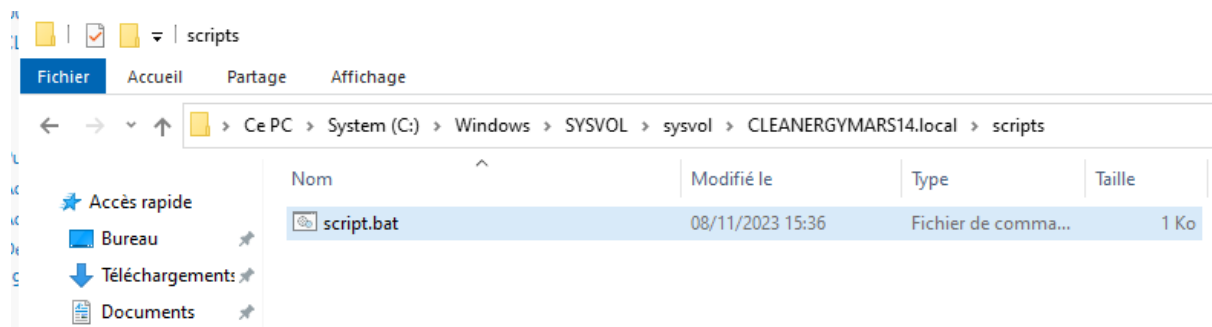 scripts
Fichier Accueil Partage Affichage
Ce PC > System (C:) > Windows > SYSVOL > sysvol > CLEANERGYMARS14.local > scripts
Nom Modifié le Type Taille
Accès rapide
script.bat 08/11/2023 15:36 Fichier de comma... 1 Ko
Bureau
Téléchargements
Documents